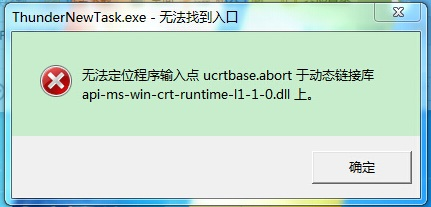 ThunderNewTask.exe - 无法找到入口
无法定位程序输入点 ucrtbase.abort 于动态链接库
api-ms-win-crt-runtime-l1-1-0.dll 上。
确定